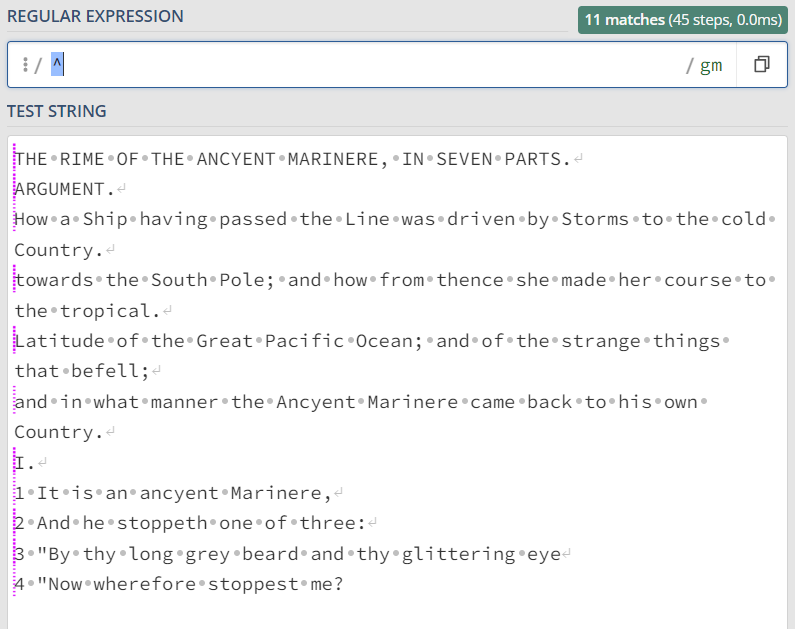 REGULAR EXPRESSION
11 matches (45 steps, 0.0ms)
/ ^ / gm
TEST STRING
THE RIME OF THE ANCYENT MARINERE, IN SEVEN PARTS.
ARGUMENT.
How a Ship having passed the Line was driven by Storms to the cold
Country.
towards the South Pole; and how from thence she made her course to
the tropical.
Latitude of the Great Pacific Ocean; and of the strange things
that befell;
and in what manner the Ancyent Marinere came back to his own
Country.
I.
1 It is an ancyent Marinere,
2 And he stoppeth one of three:
3 "By thy long grey beard and thy glittering eye
4 "Now wherefore stoppest me?